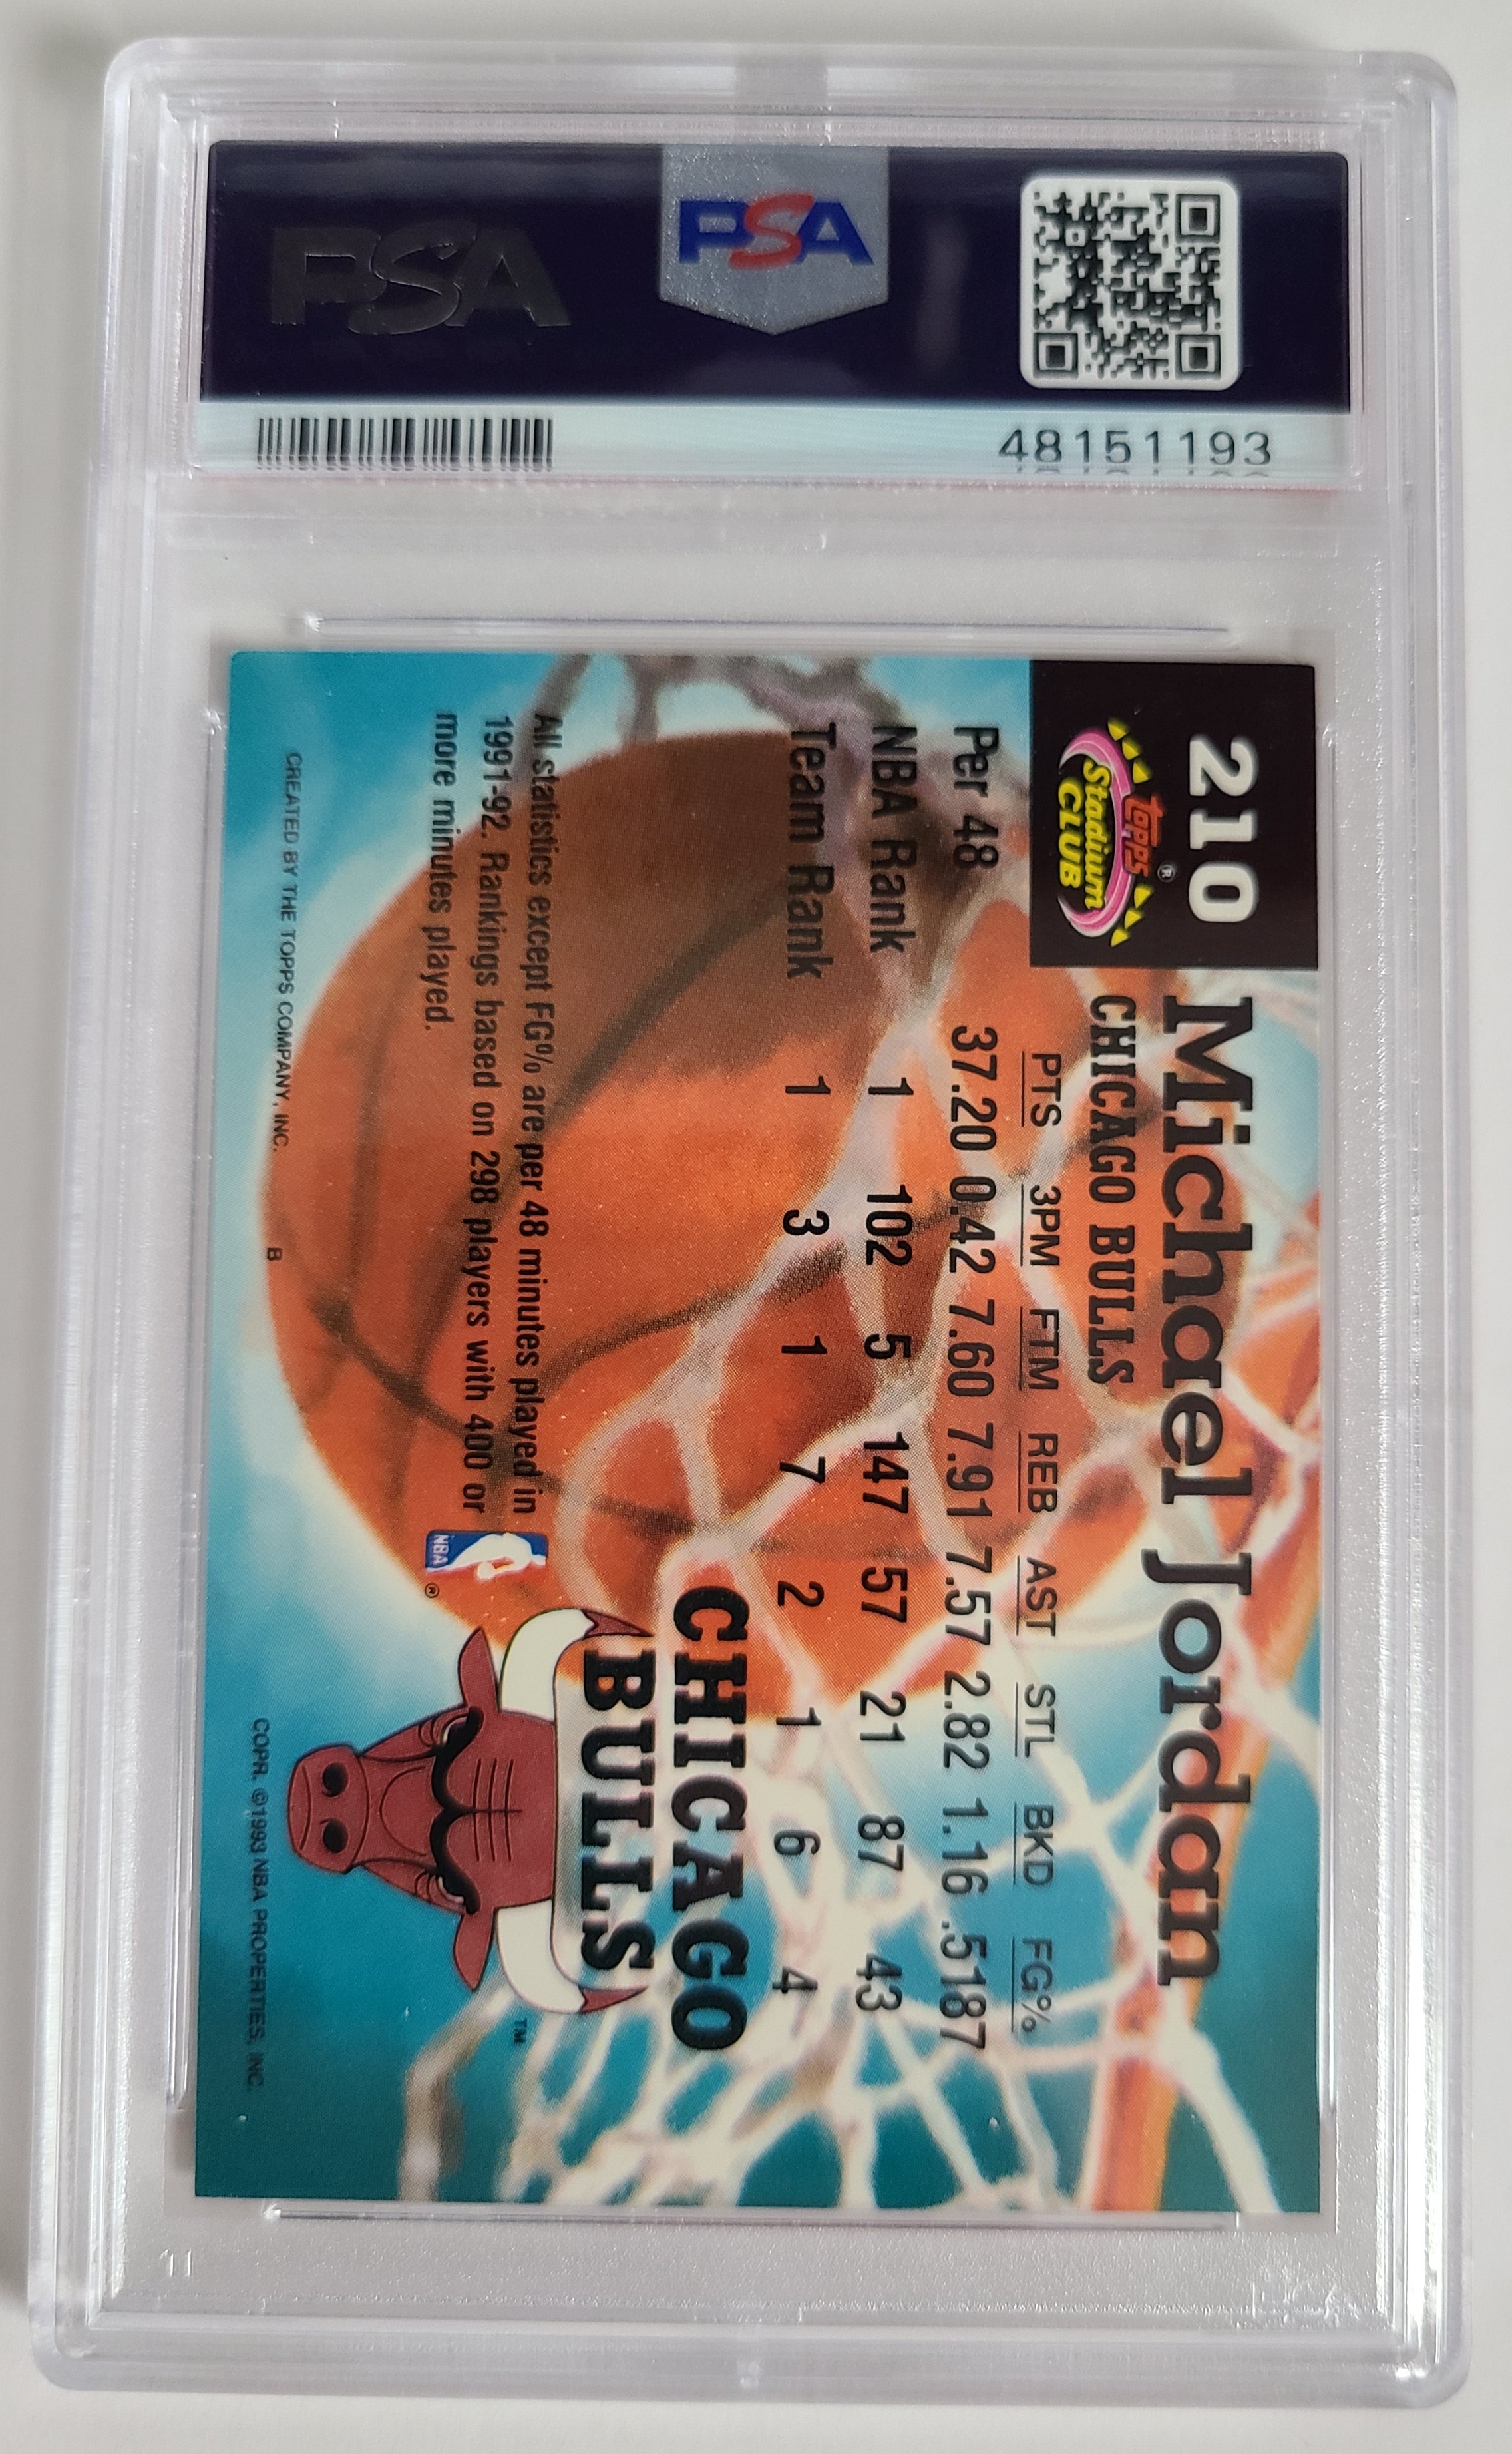 PSA
PSA
48151193
210
Topps®
Stadium
CLUB
Michael Jordan
CHICAGO BULLS
PTS 3PM FTM REB AST STL BKD FG%
Per 48 37.20 0.42 7.60 7.91 7.57 2.82 1.16 .5187
NBA Rank 1 102 5 147 57 21 87 43
Team Rank 1 3 1 7 2 1 6 4
All statistics except FG% are per 48 minutes played in
1991-92. Rankings based on 298 players with 400 or
more minutes played.
NBA®
CHICAGO
BULLS
TM
CREATED BY THE TOPPS COMPANY, INC. B
COPR. ©1993 NBA PROPERTIES, INC.